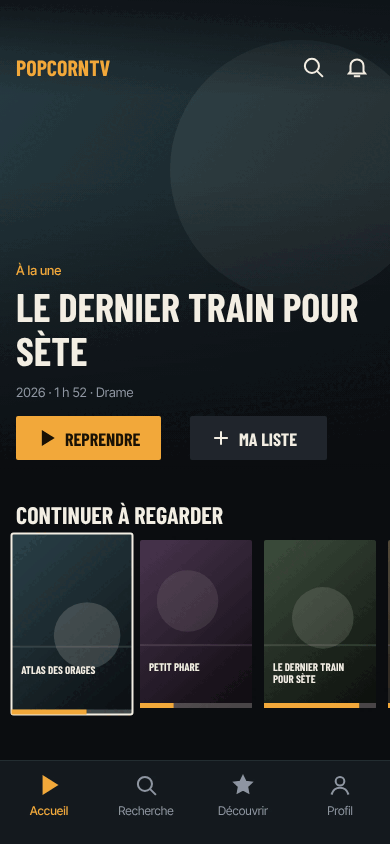 POPCORNTV
À la une
LE DERNIER TRAIN POUR
SÈTE
2026 · 1 h 52 · Drame
REPRENDRE
MA LISTE
CONTINUER À REGARDER
ATLAS DES ORAGES
PETIT PHARE
LE DERNIER TRAIN
POUR SÈTE
Accueil
Recherche
Découvrir
Profil